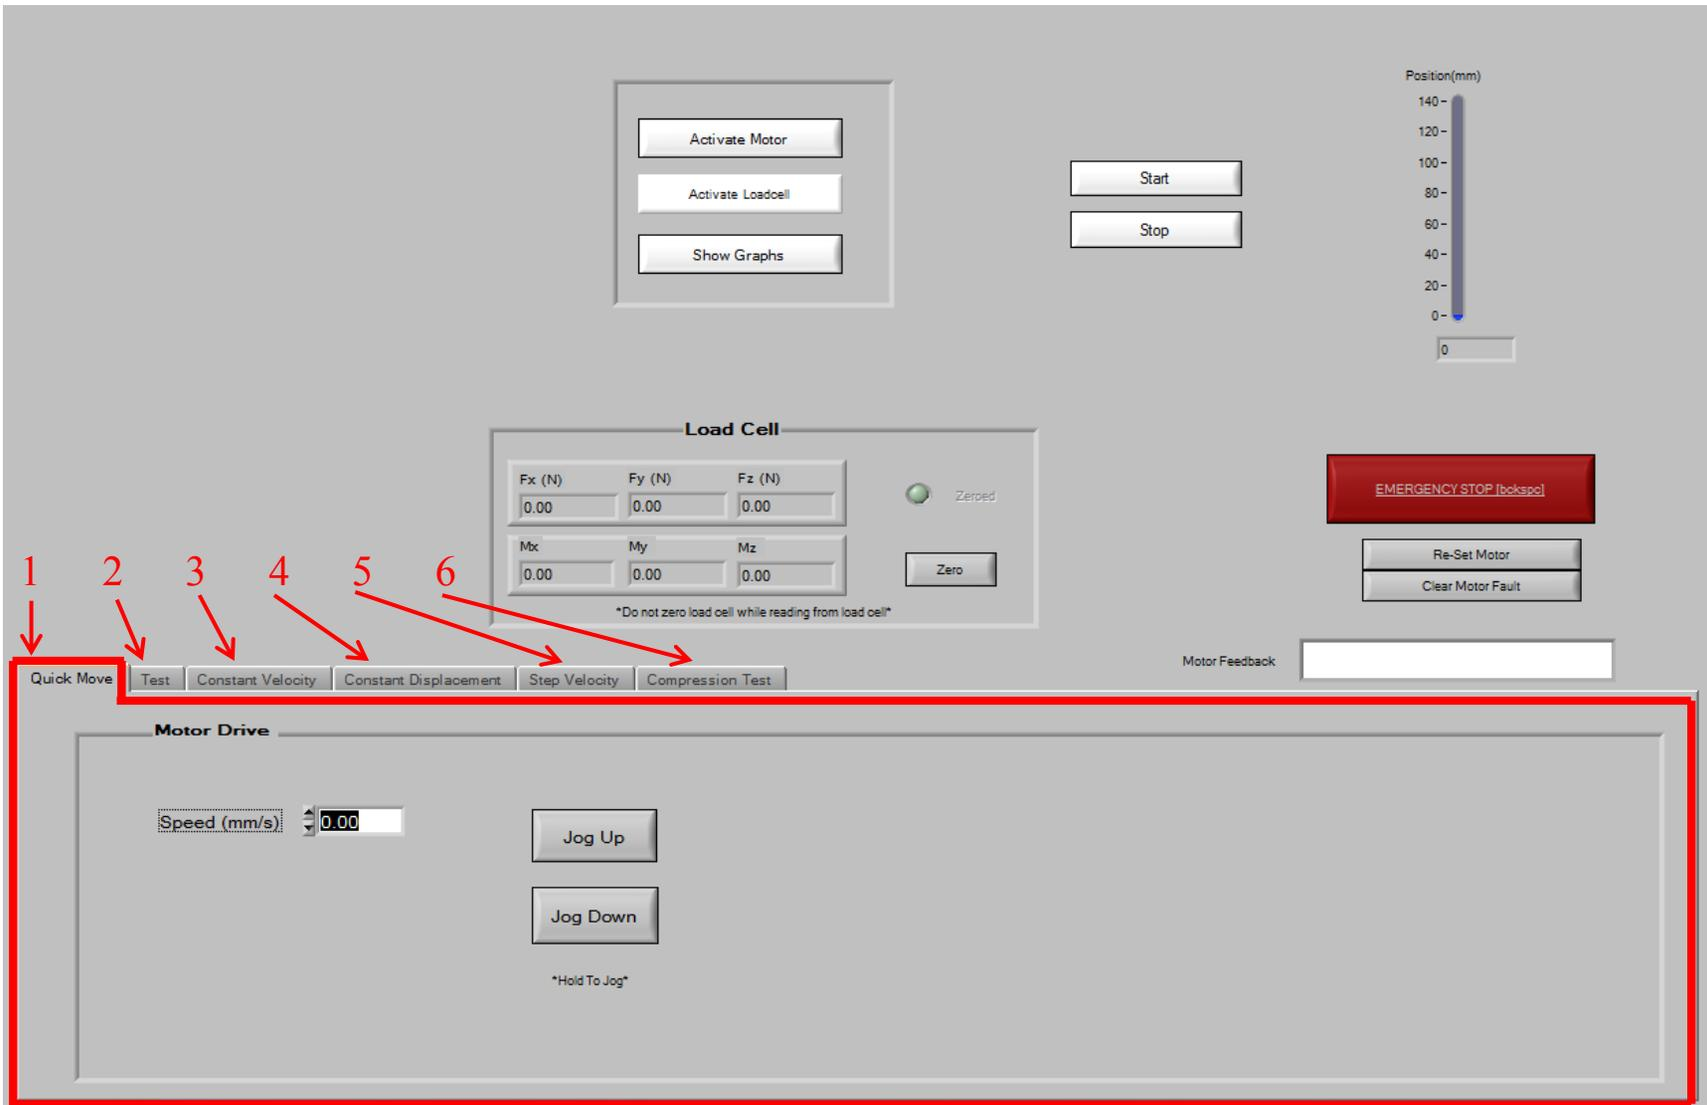 Position(mm)
140
120
100
80
60
40
20
0
0
Activate Motor
Activate Loadcell
Show Graphs
Start
Stop
Load Cell
Fx (N) Fy (N) Fz (N)
0.00 0.00 0.00
Zeroed
Mx My Mz
0.00 0.00 0.00
Zero
*Do not zero load cell while reading from load cell*
EMERGENCY STOP [bckspc]
Re-Set Motor
Clear Motor Fault
Motor Feedback
1 2 3 4 5 6
Quick Move Test Constant Velocity Constant Displacement Step Velocity Compression Test
Motor Drive
Speed (mm/s) 0.00
Jog Up
Jog Down
*Hold To Jog*